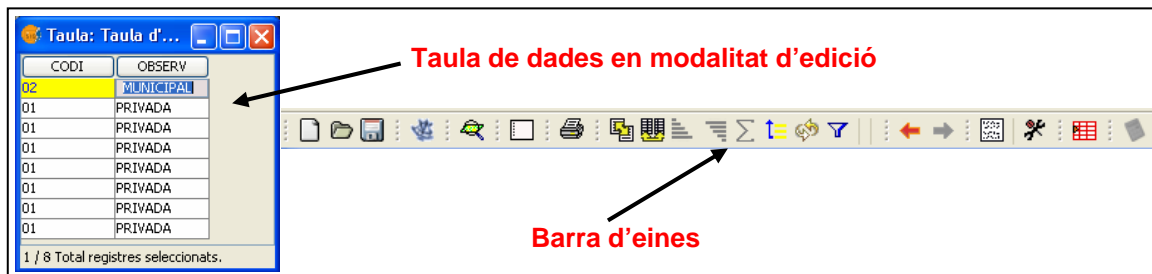 Taula: Taula d'...
CODI OBSERV
02 MUNICIPAL
01 PRIVADA
01 PRIVADA
01 PRIVADA
01 PRIVADA
01 PRIVADA
01 PRIVADA
01 PRIVADA
1 / 8 Total registres seleccionats.
Taula de dades en modalitat d’edició
Barra d’eines